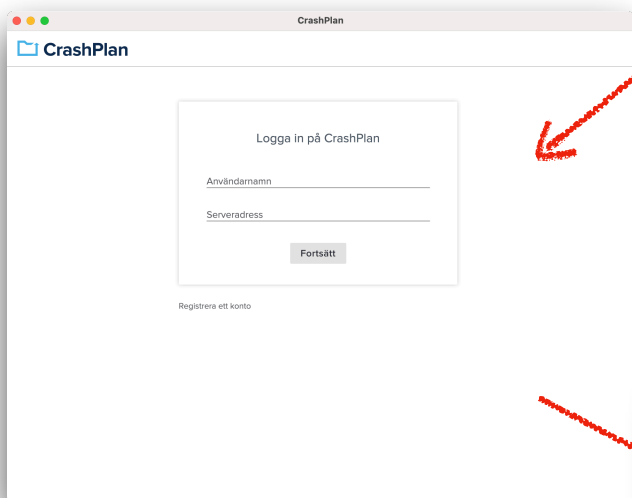 CrashPlan
CrashPlan
Logga in på CrashPlan
Användarnamn
Serveradress
Fortsätt
Registrera ett konto